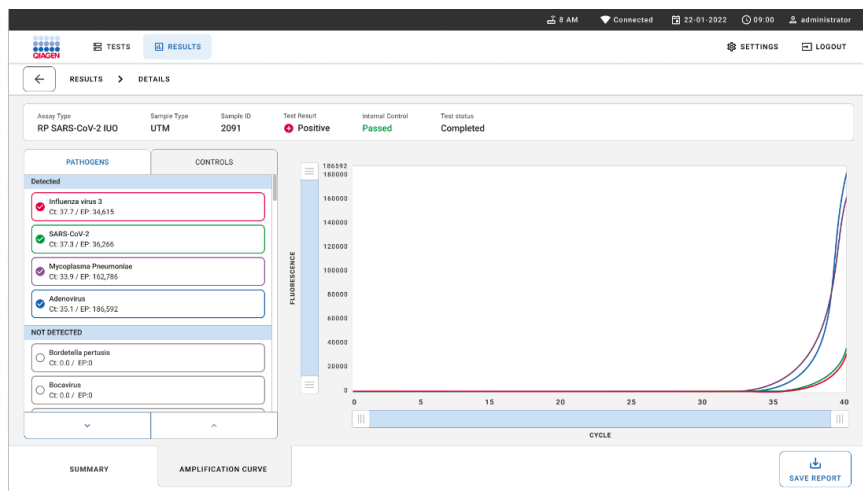 8 AM Connected 22-01-2022 09:00 administrator
QIAGEN TESTS RESULTS SETTINGS LOGOUT
RESULTS > DETAILS
Assay Type Sample Type Sample ID Test Result Internal Control Test status
RP SARS-CoV-2 IUO UTM 2091 Positive Passed Completed
PATHOGENS CONTROLS
Detected
Influenza virus 3
Ct: 37.7 / EP: 34,615
SARS-CoV-2
Ct: 37.3 / EP: 36,266
Mycoplasma Pneumoniae
Ct: 33.9 / EP: 162,786
Adenovirus
Ct: 35.1 / EP: 186,592
NOT DETECTED
Bordetella pertusis
Ct: 0.0 / EP:0
Bocavirus
Ct: 0.0 / EP:0
FLUORESCENCE
186592
180000
160000
140000
120000
100000
80000
60000
40000
20000
0
0 5 15 20 25 30 35 40
CYCLE
SUMMARY AMPLIFICATION CURVE SAVE REPORT